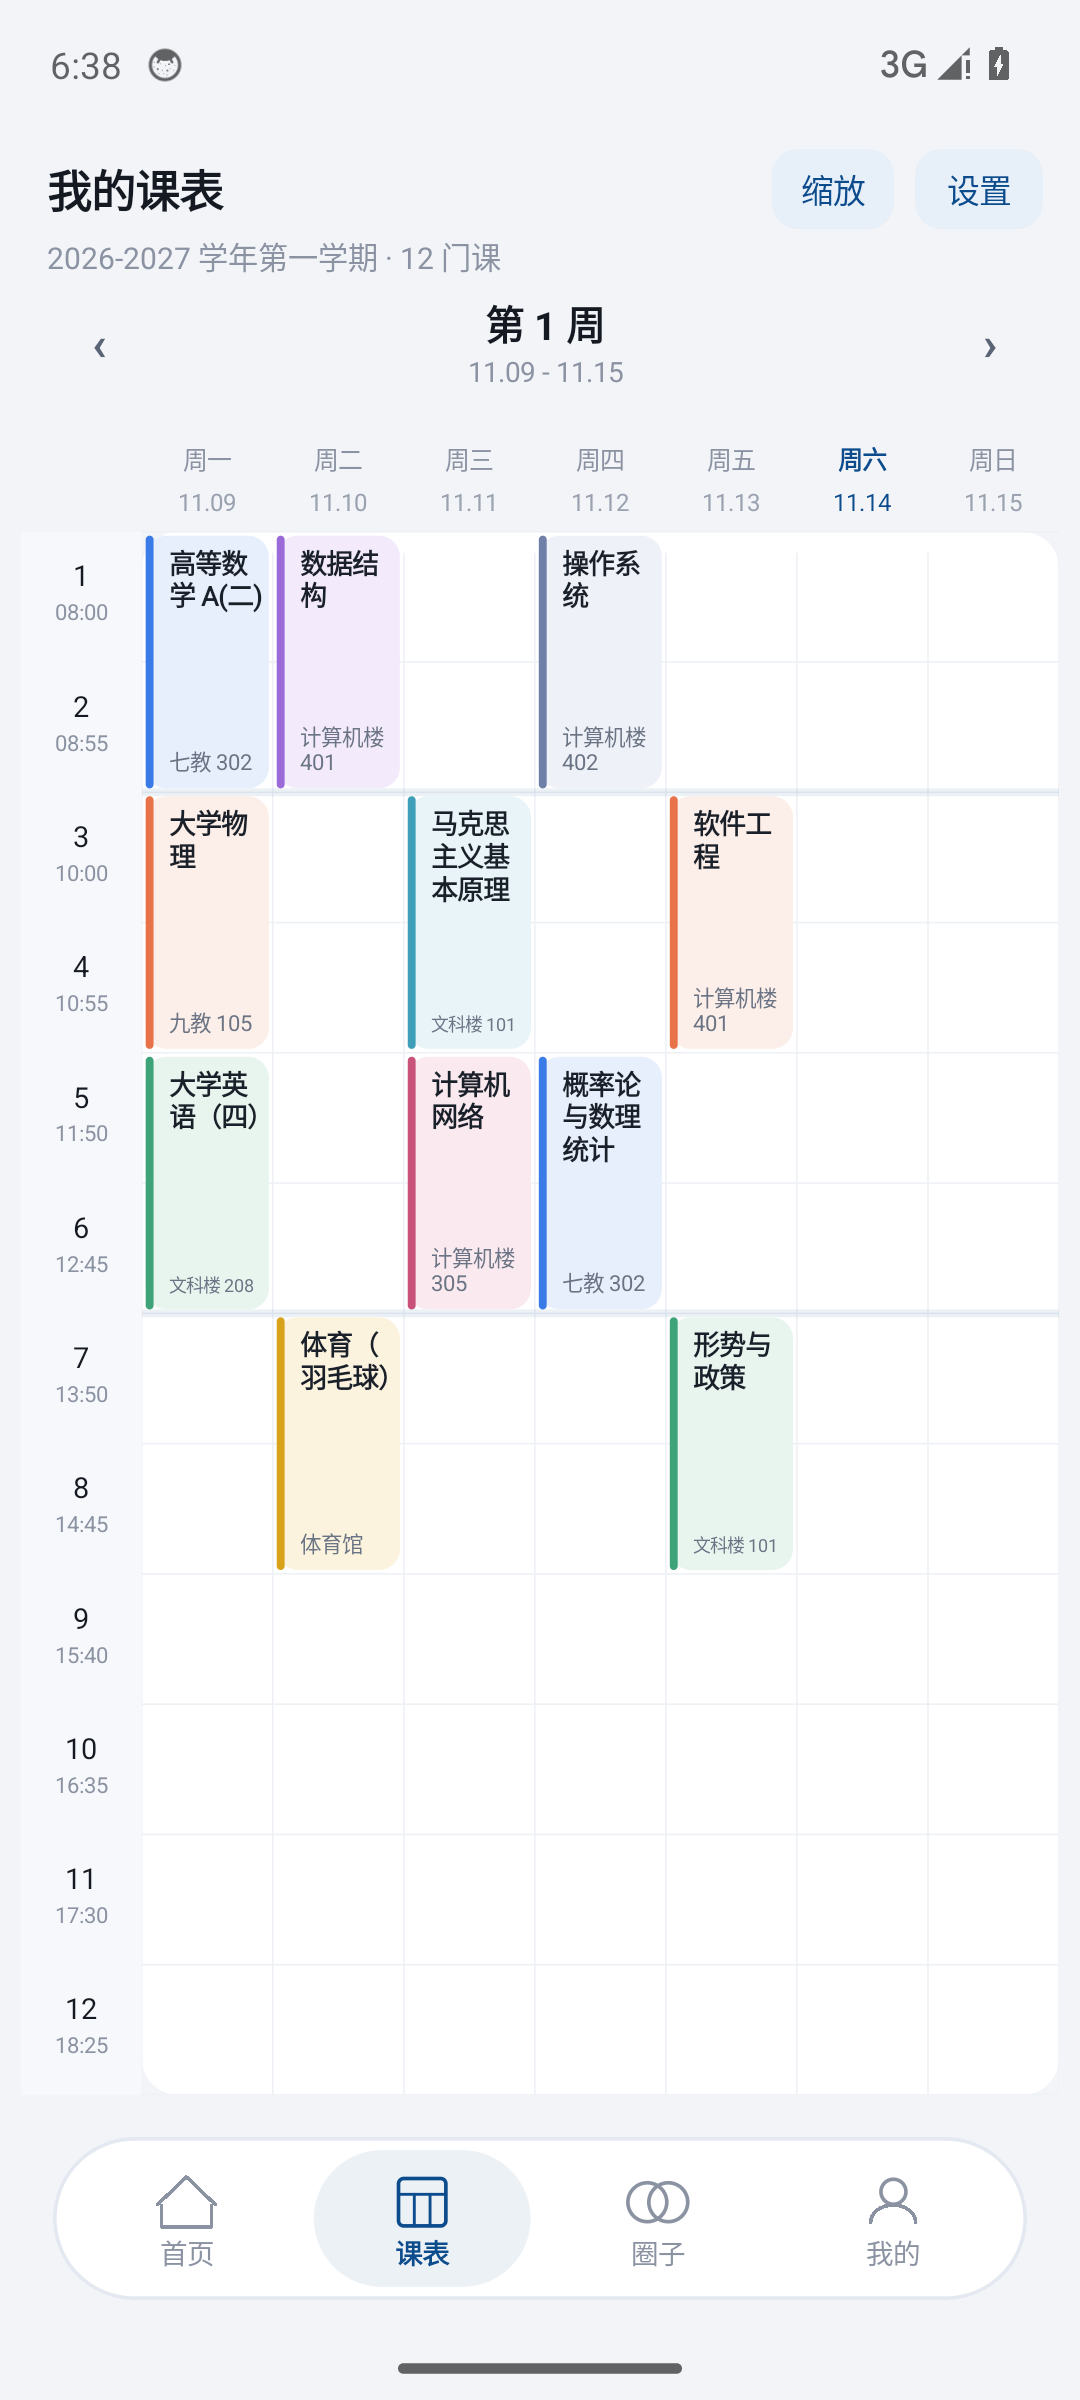 6:38
3G
我的课表
缩放
设置
2026-2027 学年第一学期 · 12 门课
‹
第 1 周
›
11.09 - 11.15
周一
周二
周三
周四
周五
周六
周日
11.09
11.10
11.11
11.12
11.13
11.14
11.15
1
08:00
2
08:55
3
10:00
4
10:55
5
11:50
6
12:45
7
13:50
8
14:45
9
15:40
10
16:35
11
17:30
12
18:25
高等数
学 A(二)
七教 302
数据结
构
计算机楼
401
操作系
统
计算机楼
402
大学物
理
九教 105
马克思
主义基
本原理
文科楼 101
软件工
程
计算机楼
401
大学英
语（四）
文科楼 208
计算机
网络
计算机楼
305
概率论
与数理
统计
七教 302
体育（
羽毛球）
体育馆
形势与
政策
文科楼 101
首页
课表
圈子
我的